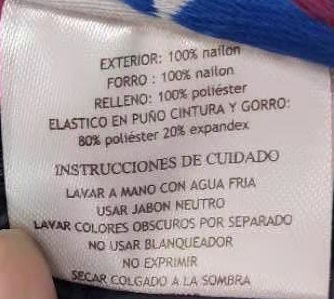 EXTERIOR: 100% nailon
FORRO : 100% nailon
RELLENO: 100% poliéster
ELASTICO EN PUÑO CINTURA Y GORRO:
80% poliéster 20% expandex
INSTRUCCIONES DE CUIDADO
LAVAR A MANO CON AGUA FRIA
USAR JABON NEUTRO
LAVAR COLORES OBSCUROS POR SEPARADO
NO USAR BLANQUEADOR
NO EXPRIMIR
SECAR COLGADO A LA SOMBRA